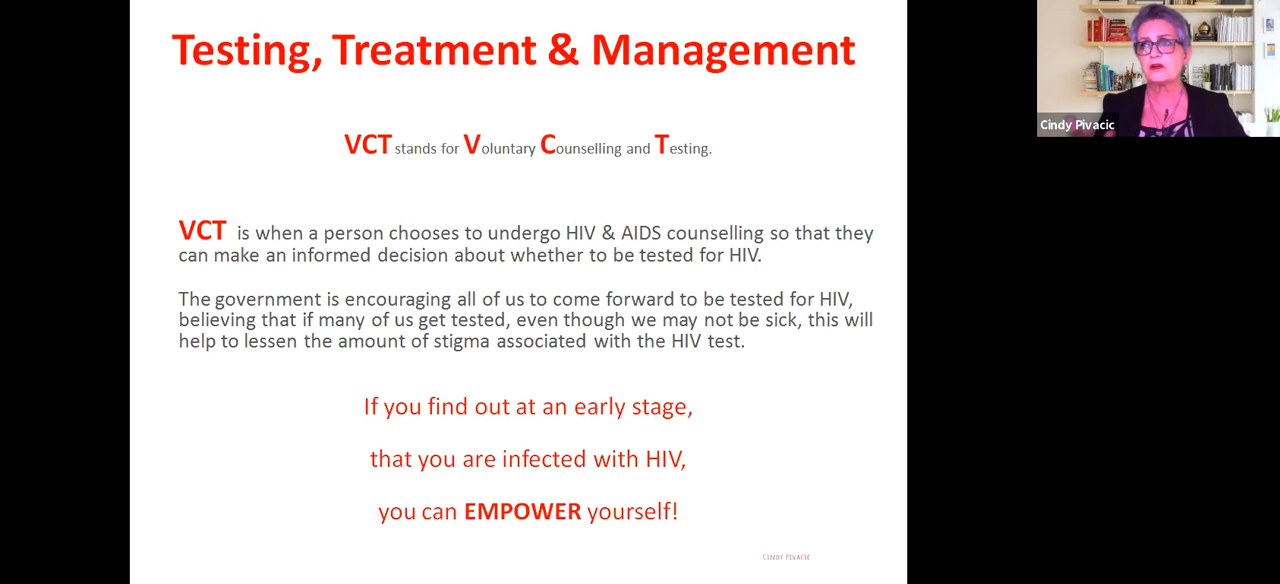 Testing, Treatment & Management
VCT stands for Voluntary Counselling and Testing.
VCT is when a person chooses to undergo HIV & AIDS counselling so that they
can make an informed decision about whether to be tested for HIV.
The government is encouraging all of us to come forward to be tested for HIV,
believing that if many of us get tested, even though we may not be sick, this will
help to lessen the amount of stigma associated with the HIV test.
If you find out at an early stage,
that you are infected with HIV,
you can EMPOWER yourself!
Cindy Pivacic
Cindy Pivacic